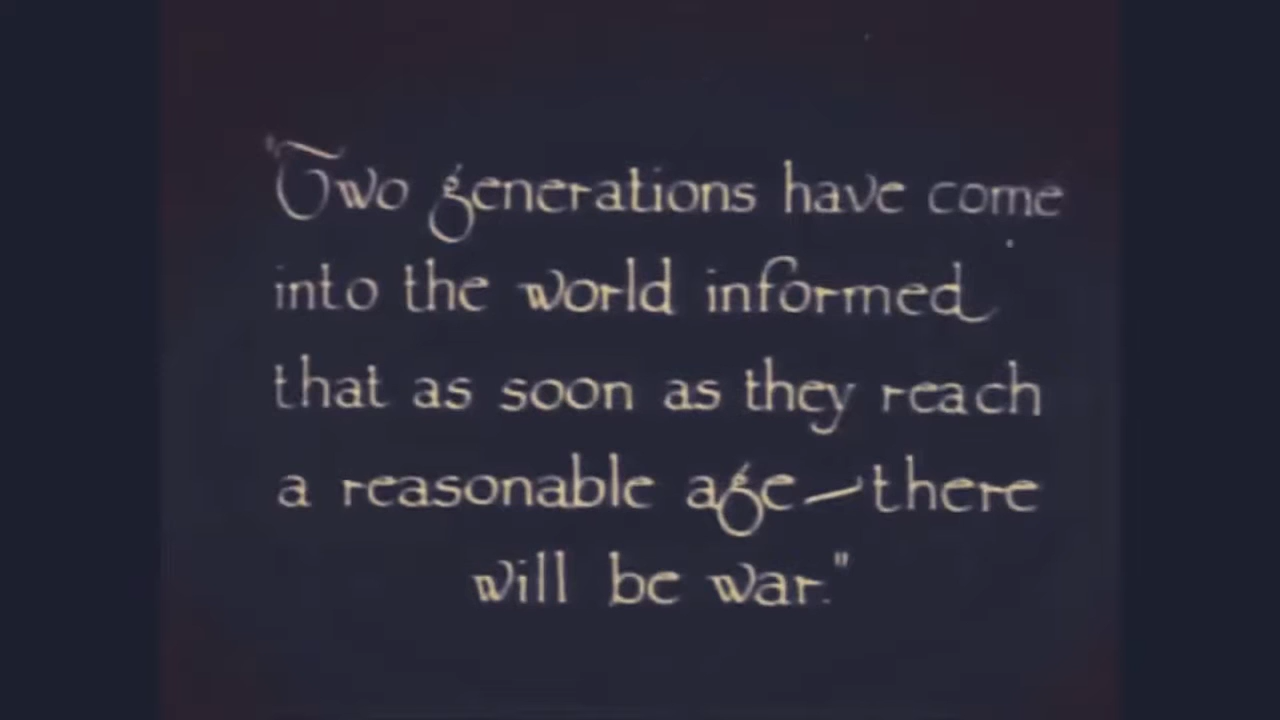 "Two generations have come
into the world informed
that as soon as they reach
a reasonable age—there
will be war."